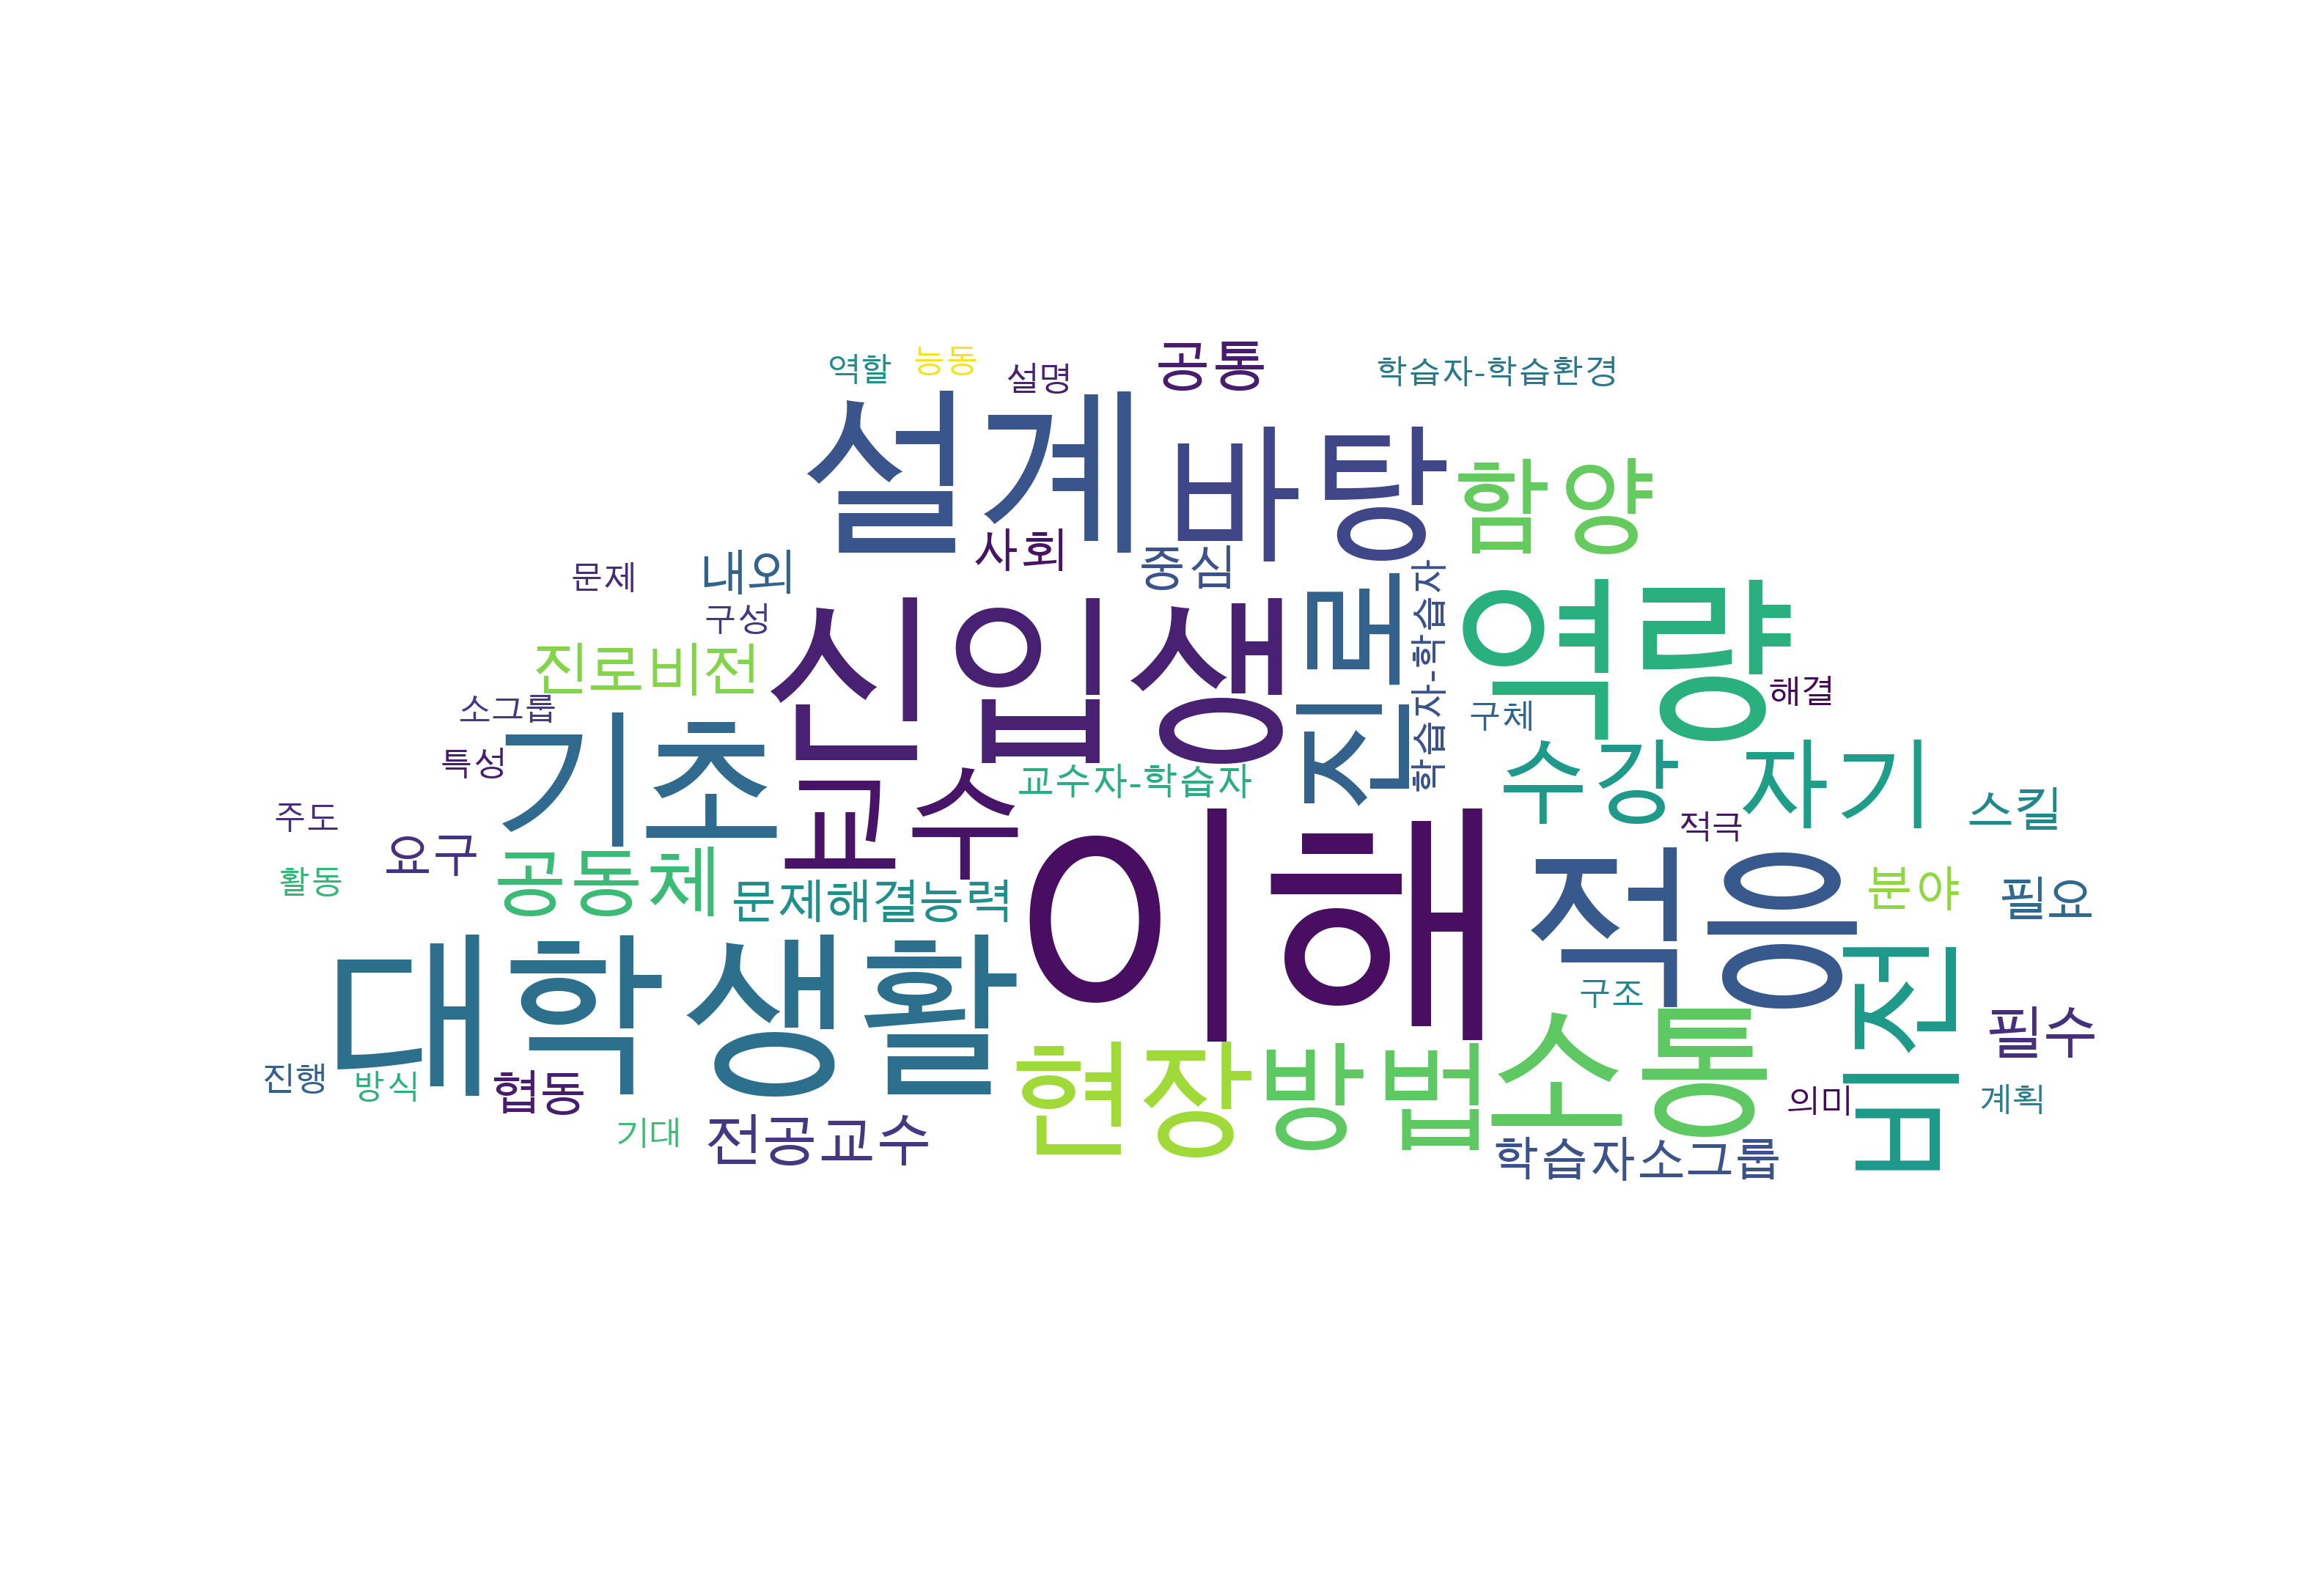 역할
능동
설명
공통
학습자-학습환경
설계
바탕
함양
사회
중심
문제
내외
구성
신입생
진로
학습자-학습자
역량
진로비전
소그룹
해결
구체
기초
특성
교수
교수자-학습자
수강
자기
스킬
주도
요구
적극
이해
활동
공동체
문제해결능력
적응
분야
필요
대학생활
구조
비전
필수
진행
방식
협동
현장
방법
소통
의미
계획
기대
전공교수
학습자소그룹